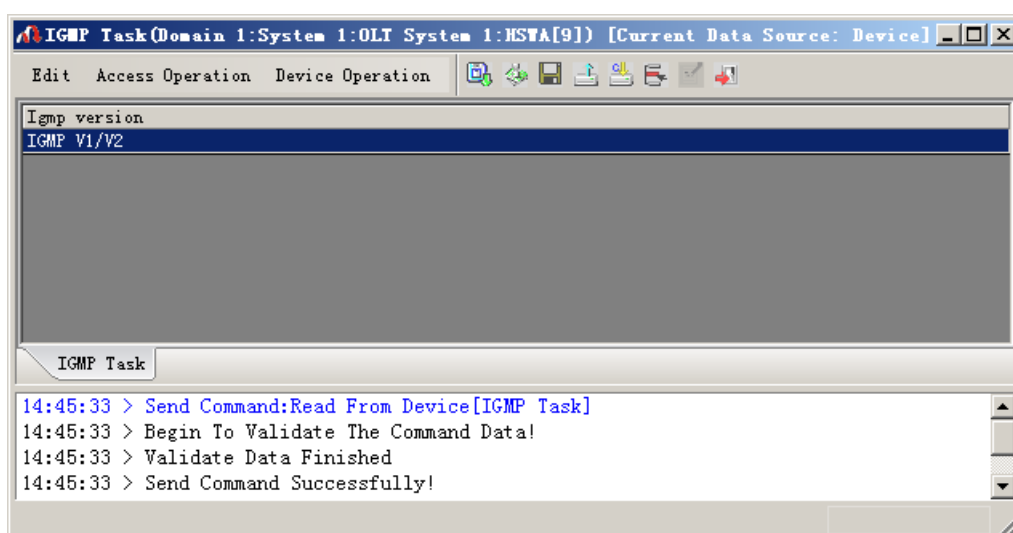 IGMP Task(Domain 1:System 1:OLT System 1:HSWA[9]) [Current Data Source: Device]
Edit Access Operation Device Operation
Igmp version
IGMP V1/V2
IGMP Task
14:45:33 > Send Command:Read From Device[IGMP Task]
14:45:33 > Begin To Validate The Command Data!
14:45:33 > Validate Data Finished
14:45:33 > Send Command Successfully!